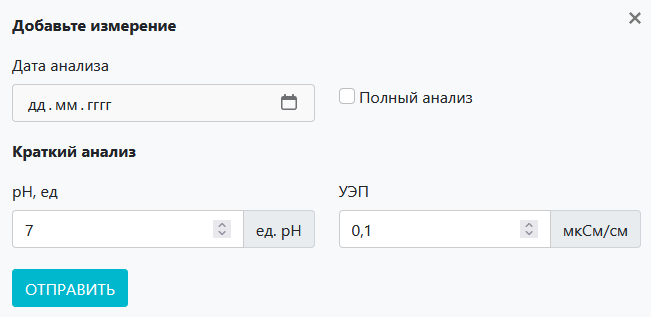 Добавьте измерение
Дата анализа
дд.мм.гггг
Полный анализ
Краткий анализ
pH, ед
УЭП
7
ед. pH
0,1
мкСм/см
ОТПРАВИТЬ